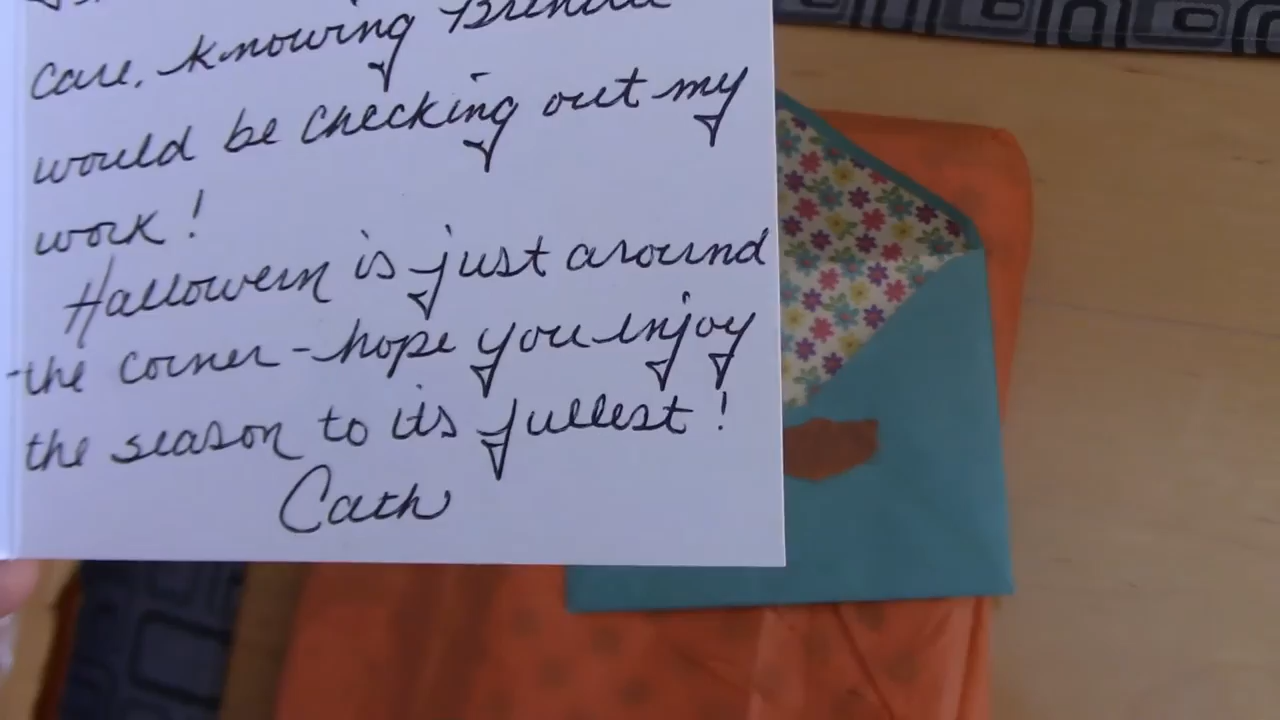 care, knowing Brenda
would be checking out my
work!
Halloween is just around
the corner - hope you enjoy
the season to its fullest!
Cath